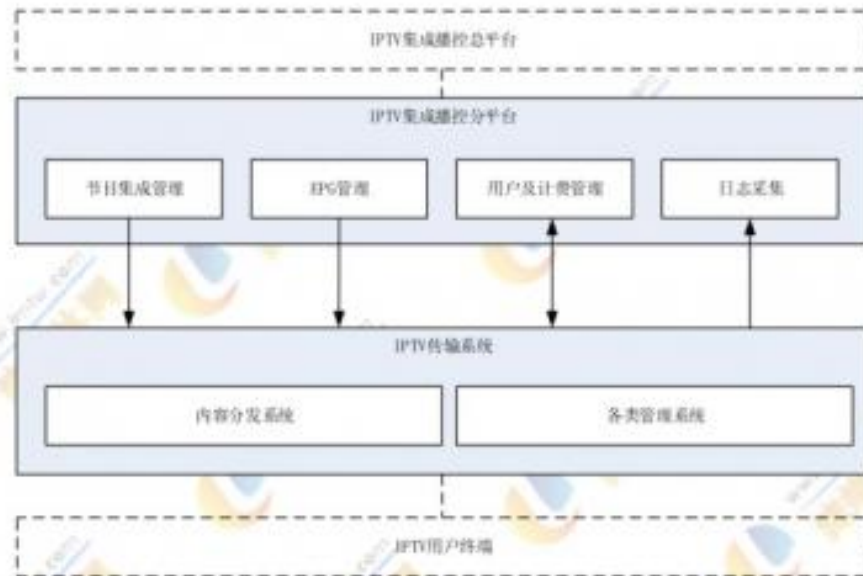 IPTV集成播控总平台
IPTV集成播控分平台
节目集成管理
EPG管理
用户及计费管理
日志采集
IPTV传输系统
内容分发系统
各类管理系统
IPTV用户终端